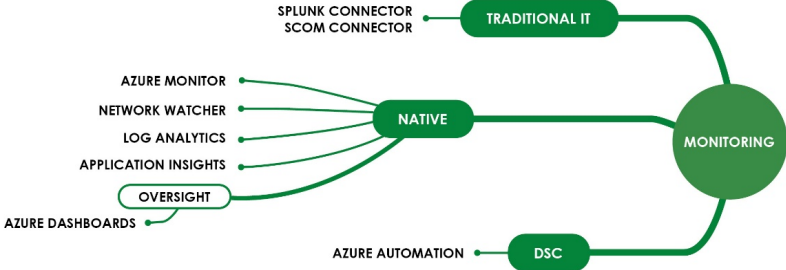 SPLUNK CONNECTOR
SCOM CONNECTOR
TRADITIONAL IT
AZURE MONITOR
NETWORK WATCHER
LOG ANALYTICS
APPLICATION INSIGHTS
NATIVE
MONITORING
OVERSIGHT
AZURE DASHBOARDS
AZURE AUTOMATION
DSC